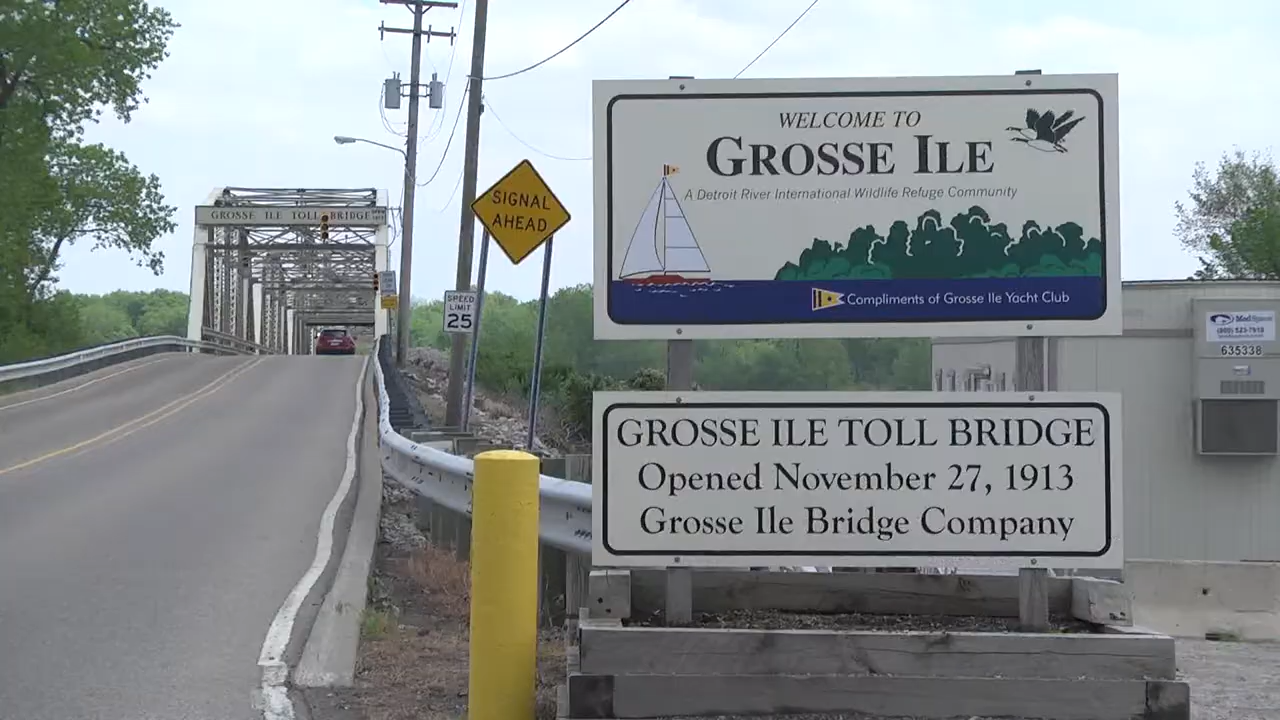 WELCOME TO
GROSSE ILE
A Detroit River International Wildlife Refuge Community
Compliments of Grosse Ile Yacht Club
GROSSE ILE TOLL BRIDGE
Opened November 27, 1913
Grosse Ile Bridge Company
SIGNAL
AHEAD
SPEED
LIMIT
25
GROSSE ILE TOLL BRIDGE
635338